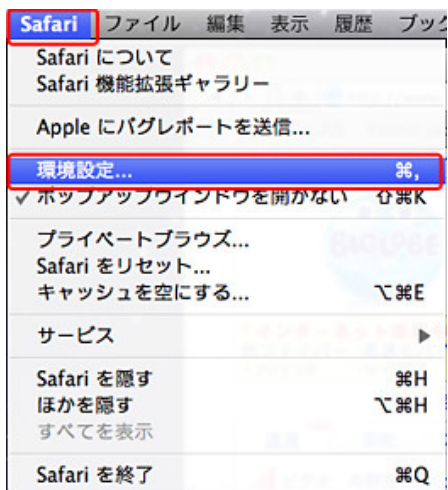 Safari ファイル 編集 表示 履歴 ブック
Safari について
Safari 機能拡張ギャラリー
Apple にバグレポートを送信...
環境設定... ⌘,
✓ポップアップウインドウを開かない ⇧⌘K
プライベートブラウズ...
Safari をリセット...
キャッシュを空にする... ⌥⌘E
サービス ▶
Safari を隠す ⌘H
ほかを隠す ⌥⌘H
すべてを表示
Safari を終了 ⌘Q